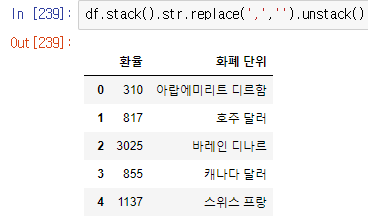 In [239]: df.stack().str.replace(',','').unstack()
Out[239]:
환율 화폐 단위
0 310 아랍에미리트 디르함
1 817 호주 달러
2 3025 바레인 디나르
3 855 캐나다 달러
4 1137 스위스 프랑